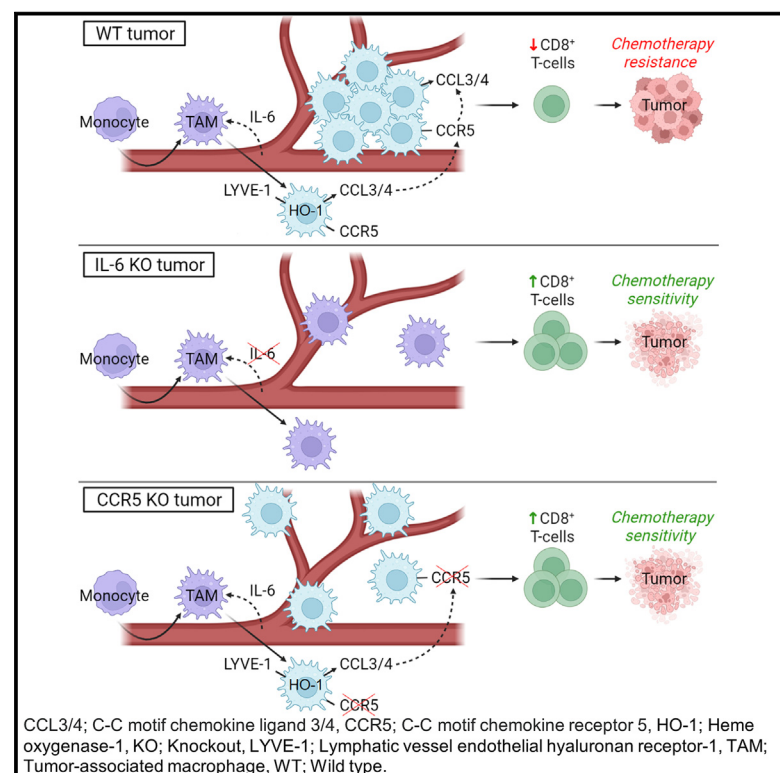 WT tumor
Monocyte
TAM
IL-6
CCL3/4
CCR5
LYVE-1
HO-1
CCL3/4
CCR5
↓CD8⁺
T-cells
Chemotherapy
resistance
Tumor
IL-6 KO tumor
Monocyte
TAM
IL-6
↑CD8⁺
T-cells
Chemotherapy
sensitivity
Tumor
CCR5 KO tumor
Monocyte
TAM
IL-6
CCR5
LYVE-1
HO-1
CCL3/4
CCR5
↑CD8⁺
T-cells
Chemotherapy
sensitivity
Tumor
CCL3/4; C-C motif chemokine ligand 3/4, CCR5; C-C motif chemokine receptor 5, HO-1; Heme
oxygenase-1, KO; Knockout, LYVE-1; Lymphatic vessel endothelial hyaluronan receptor-1, TAM;
Tumor-associated macrophage, WT; Wild type.